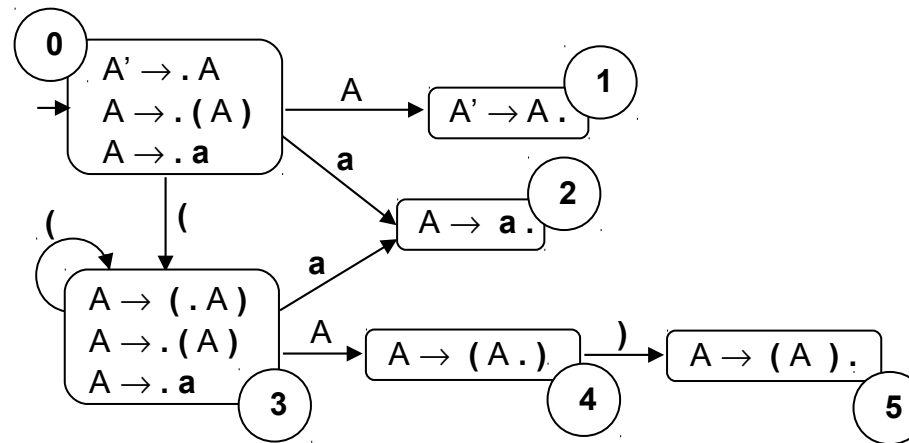 0
A’ → . A
A → . ( A )
A → . a
A
1
A’ → A .
a
2
A → a .
(
(
a
A → ( . A )
A → . ( A )
A → . a
3
A
A → ( A . )
4
)
A → ( A ) .
5